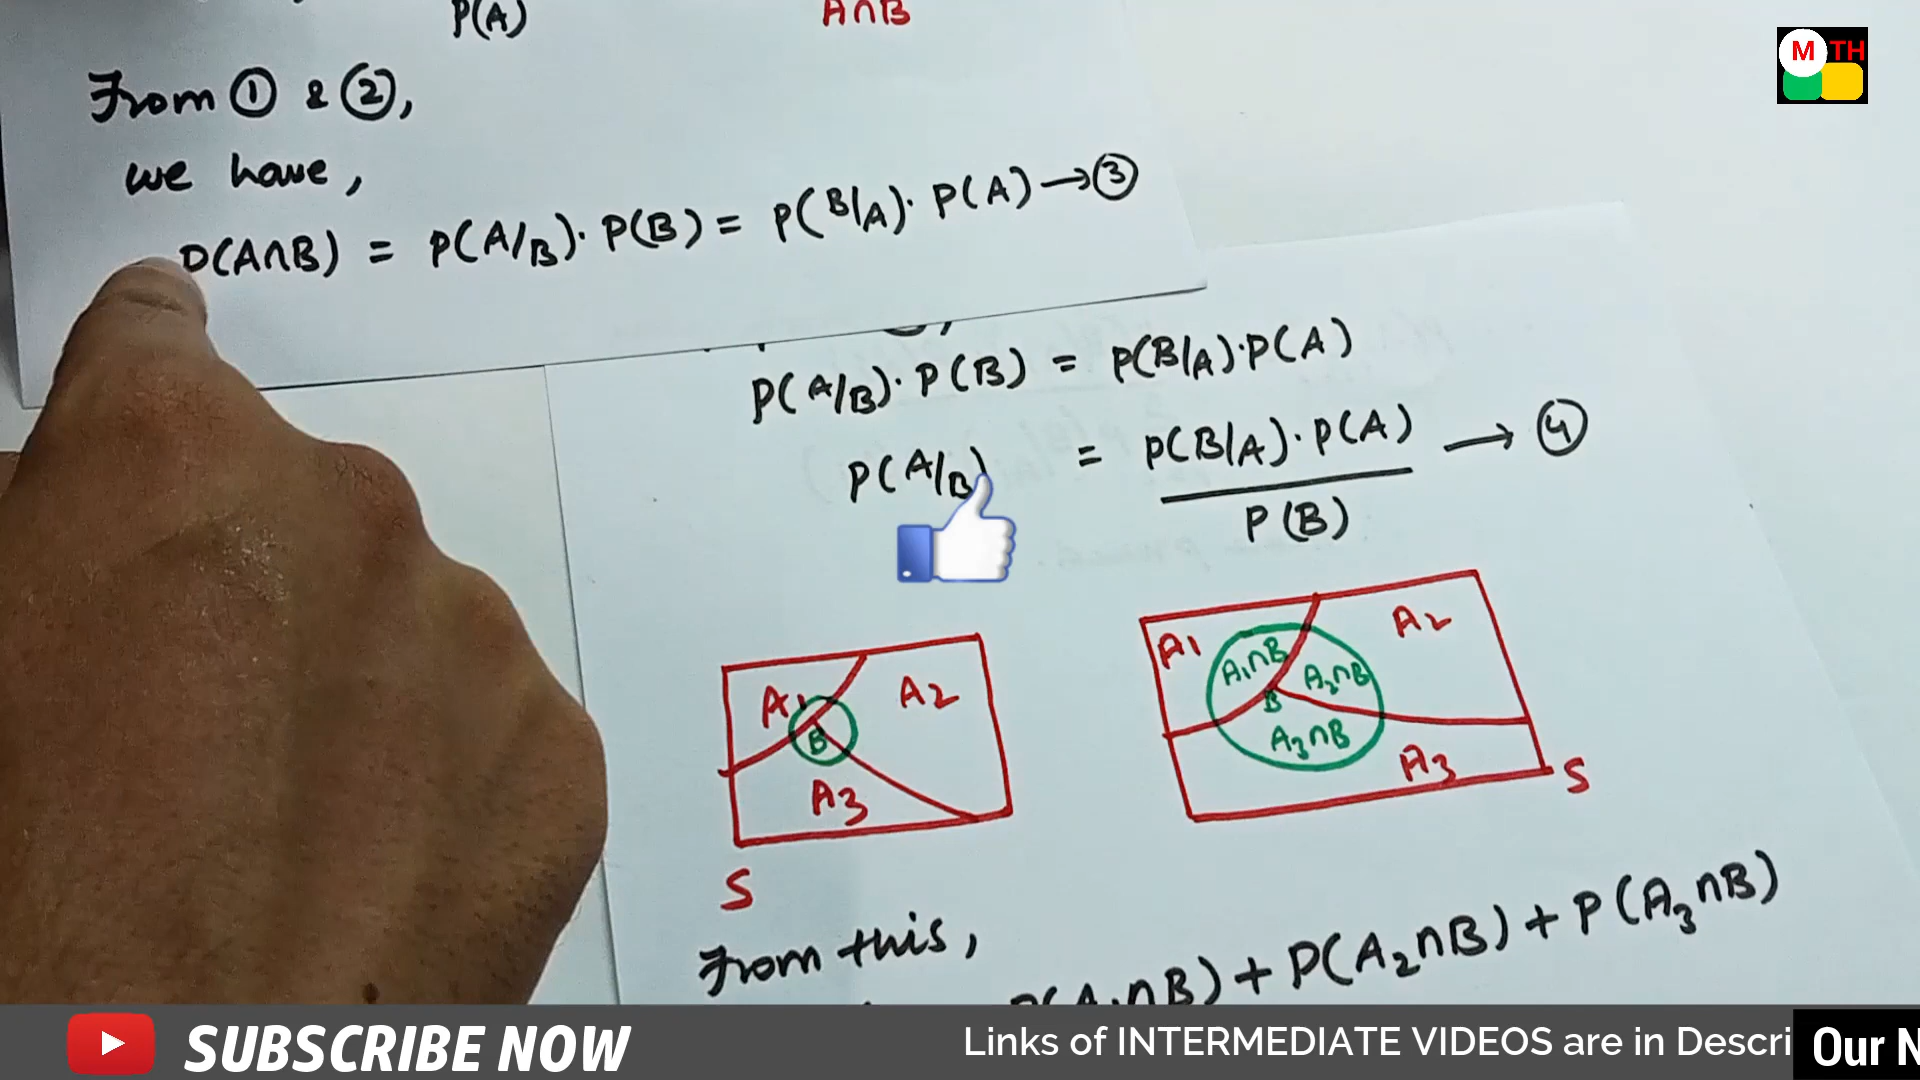 P(A)
A∩B
From ① & ②,
we have,
P(A∩B) = P(A/B)· P(B) = P(B/A)· P(A) → ③
P(A/B)· P(B) = P(B/A)·P(A)
P(A/B) = P(B/A)· P(A) → ④
P(B)
A1 A2
B
A3
S
A1 A2
A1∩B A2∩B
B
A3∩B
A3
S
From this,
P(A1∩B) + P(A2∩B) + P(A3∩B)
M TH
SUBSCRIBE NOW
Links of INTERMEDIATE VIDEOS are in Descri
Our N